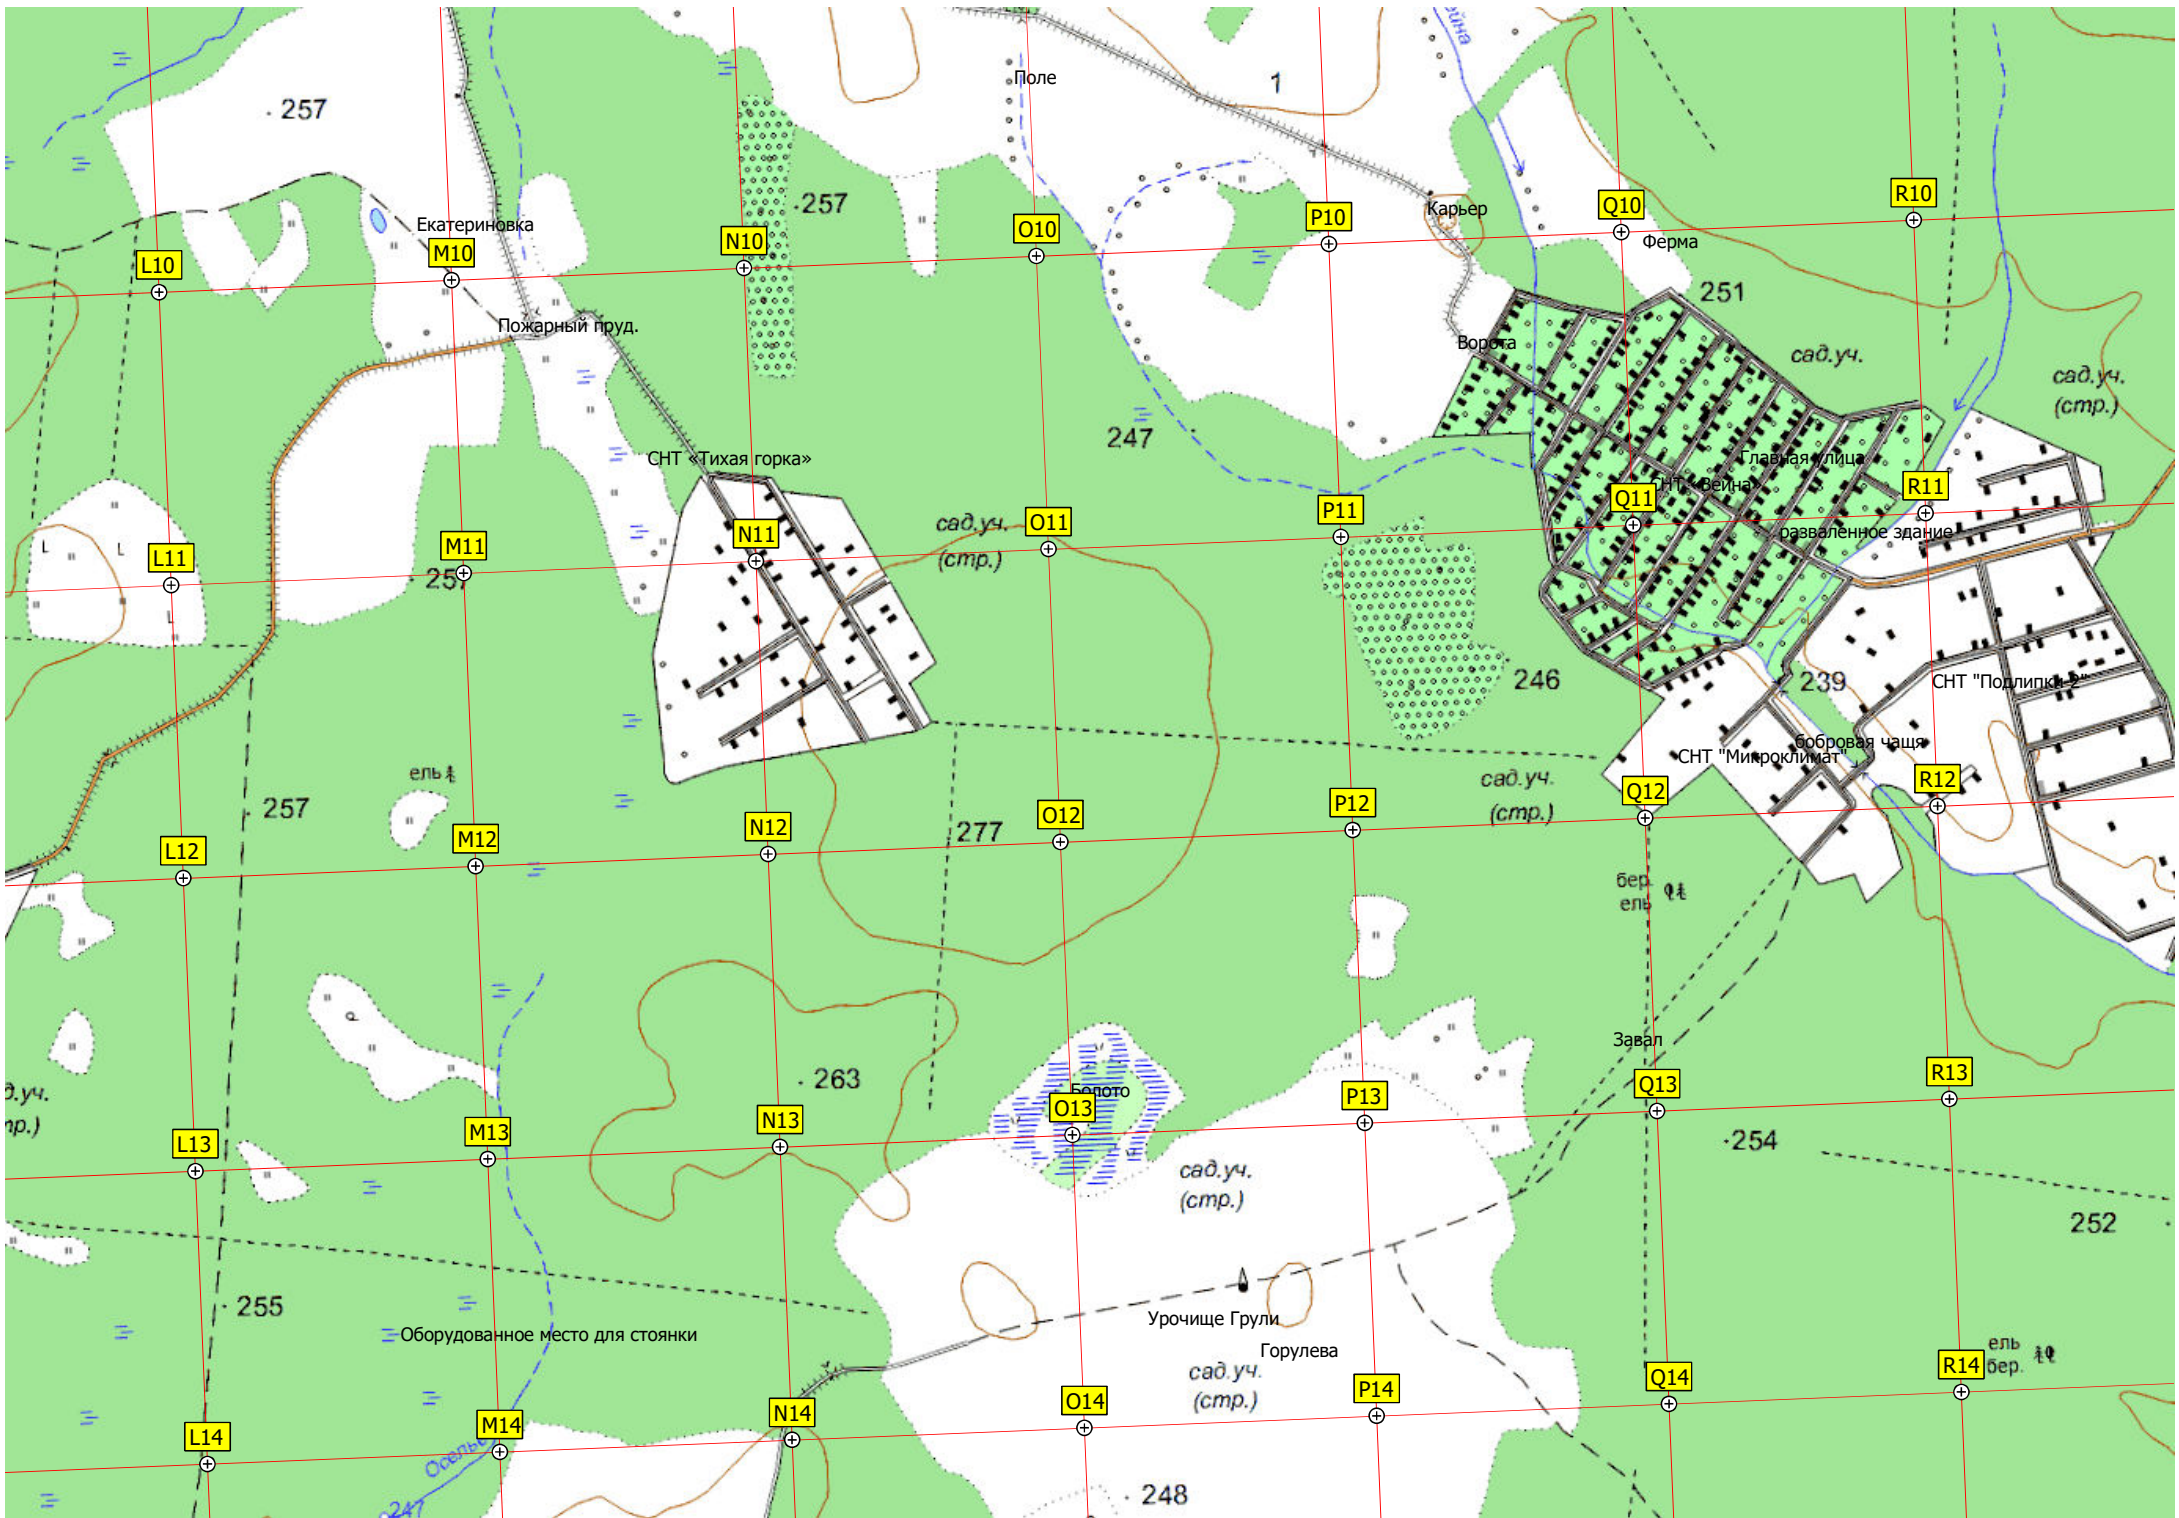 Поле
1
257
257
Екатериновка
Карьер
R10
Q10
P10
O10
N10
M10
L10
Ферма
251
Пожарный пруд.
Ворота
сад.уч.
сад.уч.
(стр.)
247
СНТ «Тихая горка»
Главная улица
СНТ «Вейна»
R11
Q11
P11
O11
N11
M11
L11
сад.уч.
(стр.)
разваленное здание
257
246
239
СНТ "Подлипки-2"
бобровая чащя
СНТ "Микроклимат"
ель
сад.уч.
(стр.)
257
277
R12
Q12
P12
O12
N12
M12
L12
бер.
ель
Завал
263
Болото
R13
Q13
P13
O13
N13
M13
L13
254
сад.уч.
(стр.)
252
255
Урочище Грули
Оборудованное место для стоянки
Горулева
ель
бер.
сад.уч.
(стр.)
R14
Q14
P14
O14
N14
M14
L14
248
247